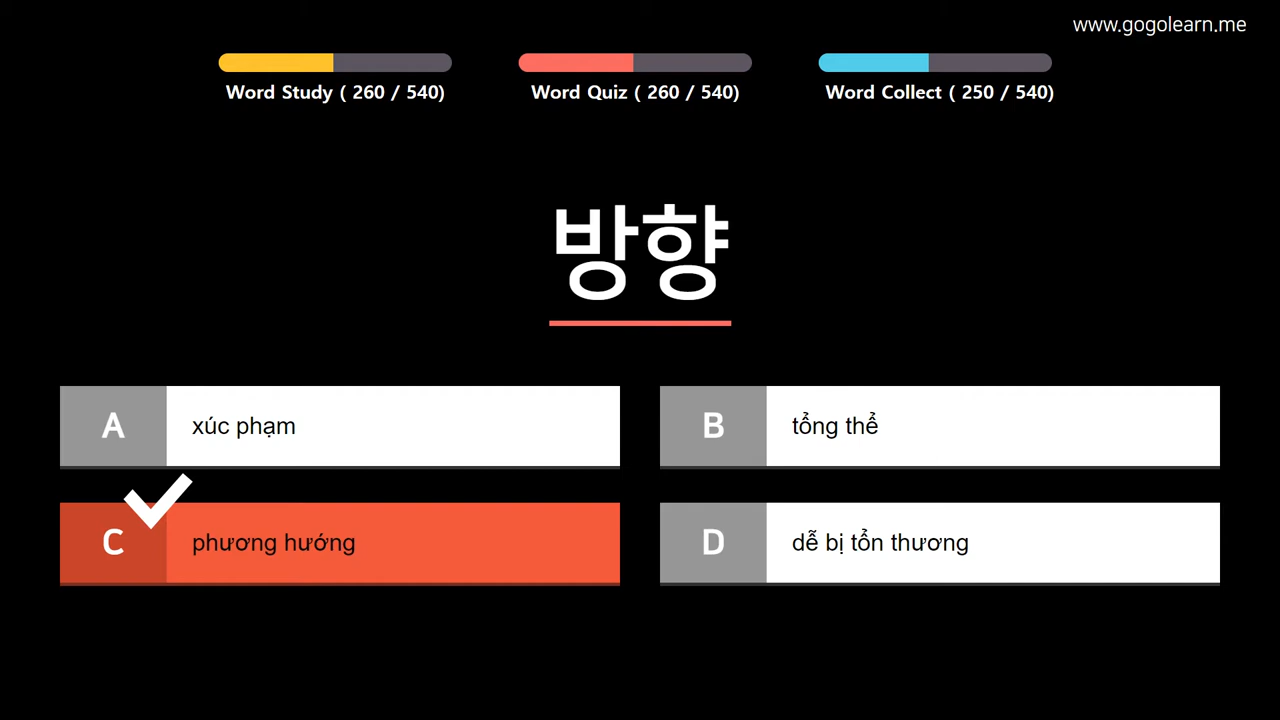 www.gogolearn.me
Word Study ( 260 / 540)
Word Quiz ( 260 / 540)
Word Collect ( 250 / 540)
방향
A
xúc phạm
B
tổng thể
C
phương hướng
D
dễ bị tổn thương